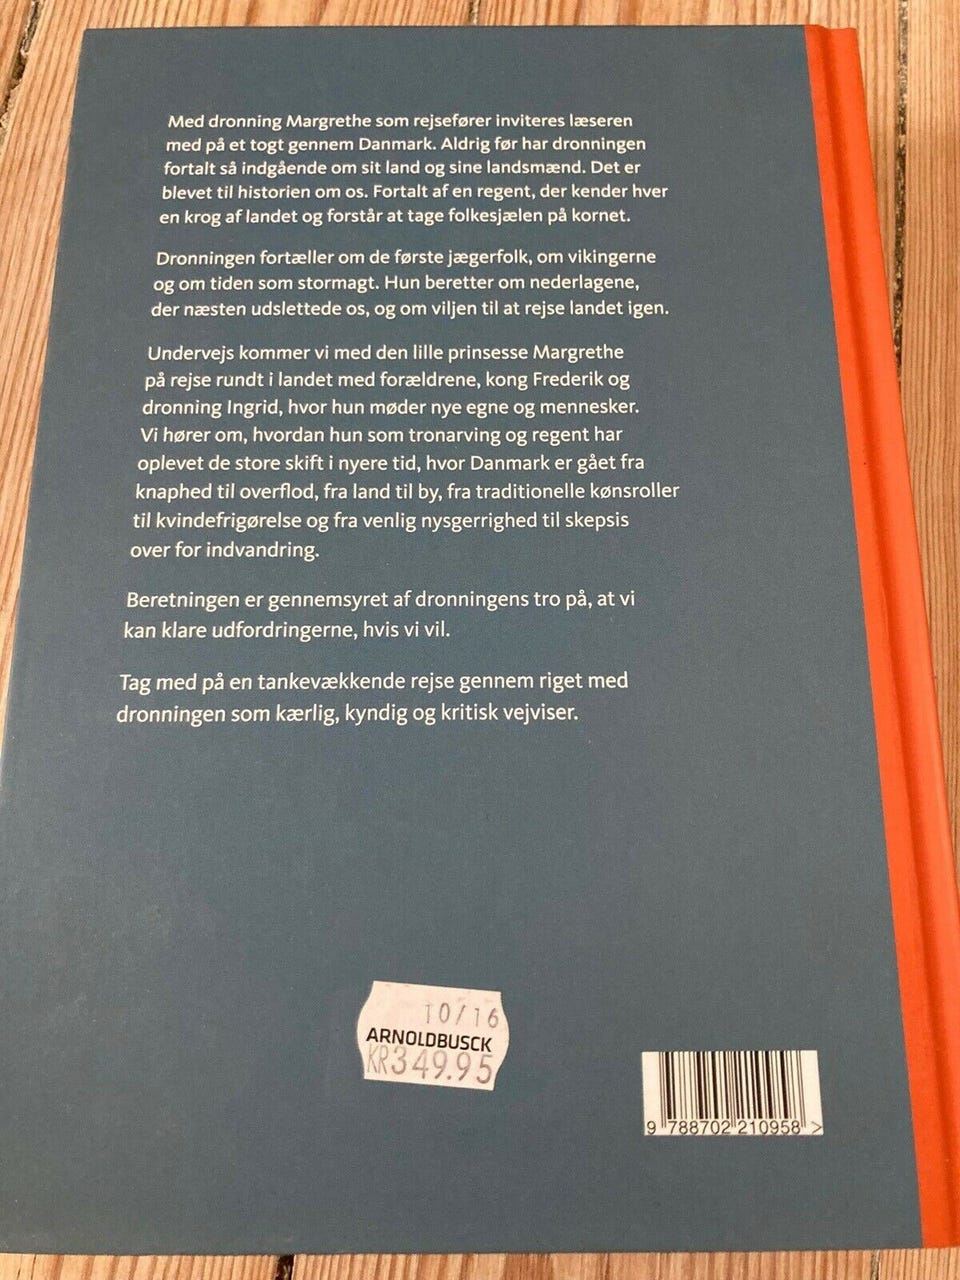 Med dronning Margrethe som rejsefører inviteres læseren
med på et togt gennem Danmark. Aldrig før har dronningen
fortalt så indgående om sit land og sine landsmænd. Det er
blevet til historien om os. Fortalt af en regent, der kender hver
en krog af landet og forstår at tage folkesjælen på kornet.
Dronningen fortæller om de første jægerfolk, om vikingerne
og om tiden som stormagt. Hun beretter om nederlagene,
der næsten udslettede os, og om viljen til at rejse landet igen.
Undervejs kommer vi med den lille prinsesse Margrethe
på rejse rundt i landet med forældrene, kong Frederik og
dronning Ingrid, hvor hun møder nye egne og mennesker.
Vi hører om, hvordan hun som tronarving og regent har
oplevet de store skift i nyere tid, hvor Danmark er gået fra
knaphed til overflod, fra land til by, fra traditionelle kønsroller
til kvindefrigørelse og fra venlig nysgerrighed til skepsis
over for indvandring.
Beretningen er gennemsyret af dronningens tro på, at vi
kan klare udfordringerne, hvis vi vil.
Tag med på en tankevækkende rejse gennem riget med
dronningen som kærlig, kyndig og kritisk vejviser.
10/16
ARNOLDBUSCK
KR349.95
9 788702 210958 >